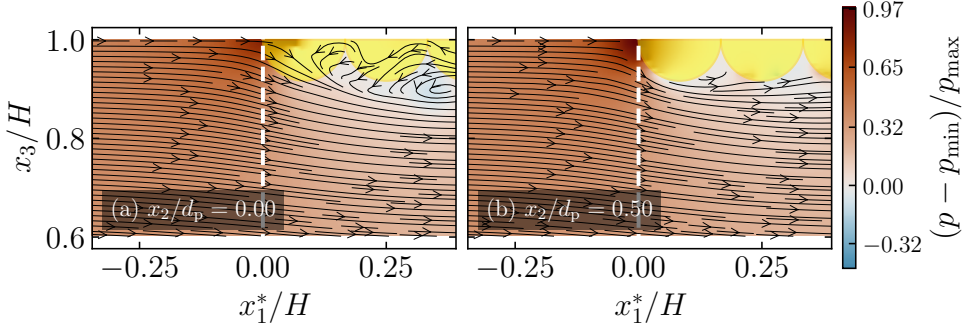 1.0
0.8
0.6
x₃/H
(a) x₂/dₚ = 0.00
−0.25
0.00
0.25
x₁*/H
(b) x₂/dₚ = 0.50
−0.25
0.00
0.25
x₁*/H
0.97
0.65
0.32
0.00
−0.32
(p − p_min)/p_max